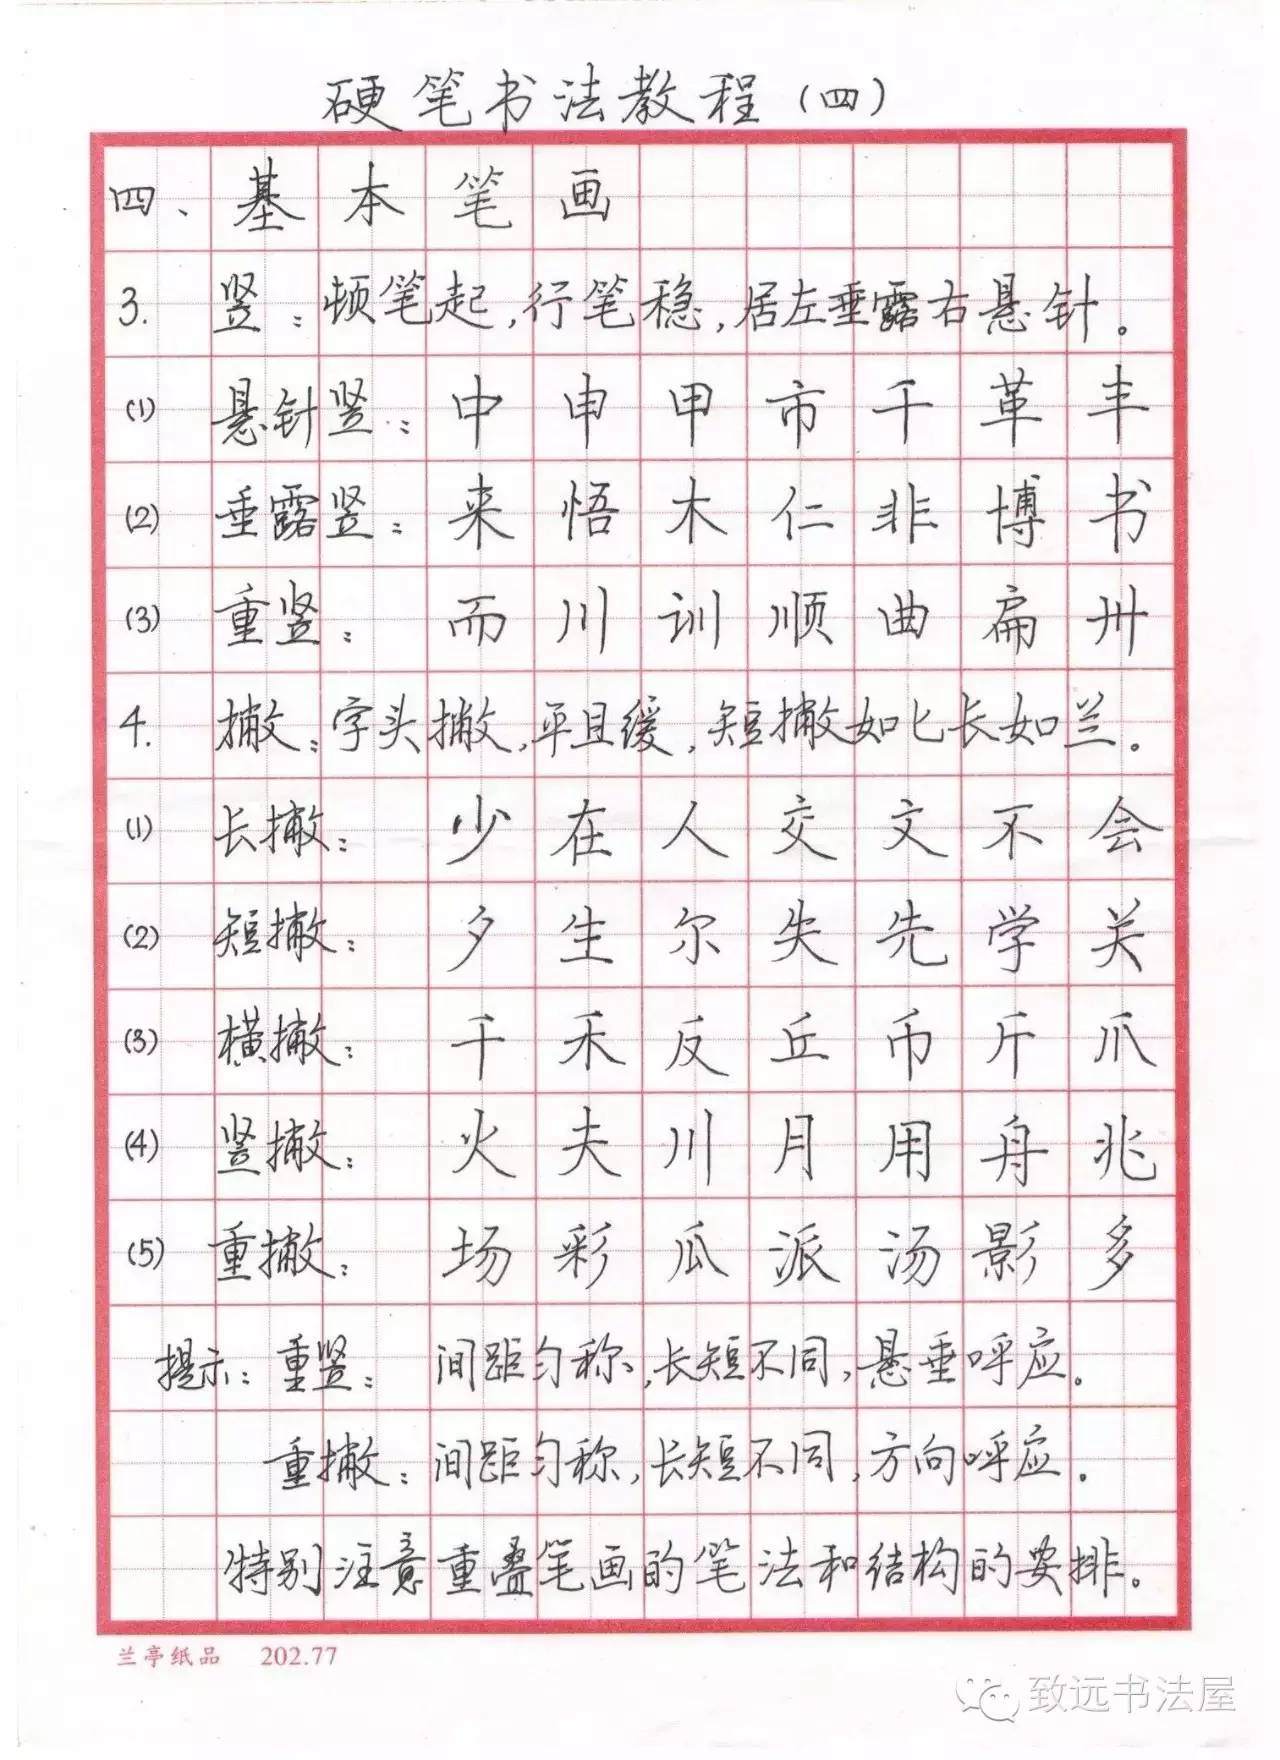 硬笔书法教程（四）
四、基本笔画
3. 竖：顿笔起，行笔稳，居左垂露右悬针。
(1) 悬针竖：中申甲市千革丰
(2) 垂露竖：来悟木仁非博书
(3) 重竖：而川训顺曲扁卅
4. 撇：字头撇，平且缓，短撇如匕长如兰。
(1) 长撇：少在人交文不会
(2) 短撇：夕生尔失先学关
(3) 横撇：千禾反丘币斤爪
(4) 竖撇：火夫川月用舟兆
(5) 重撇：场彩瓜派汤影多
提示：重竖：间距匀称，长短不同，悬垂呼应。
重撇：间距匀称，长短不同，方向呼应。
特别注意重叠笔画的笔法和结构的安排。
兰亭纸品 202.77
致远书法屋